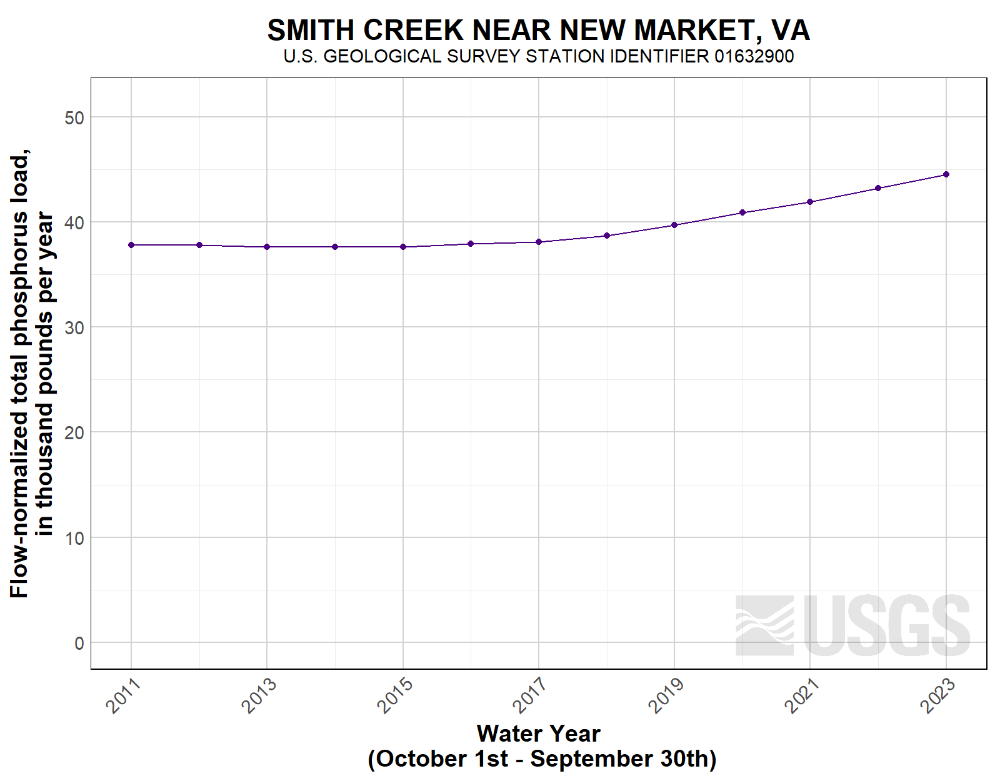 SMITH CREEK NEAR NEW MARKET, VA
U.S. GEOLOGICAL SURVEY STATION IDENTIFIER 01632900
Flow-normalized total phosphorus load,
in thousand pounds per year
50
40
30
20
10
0
USGS
2011
2013
2015
2017
2019
2021
2023
Water Year
(October 1st - September 30th)